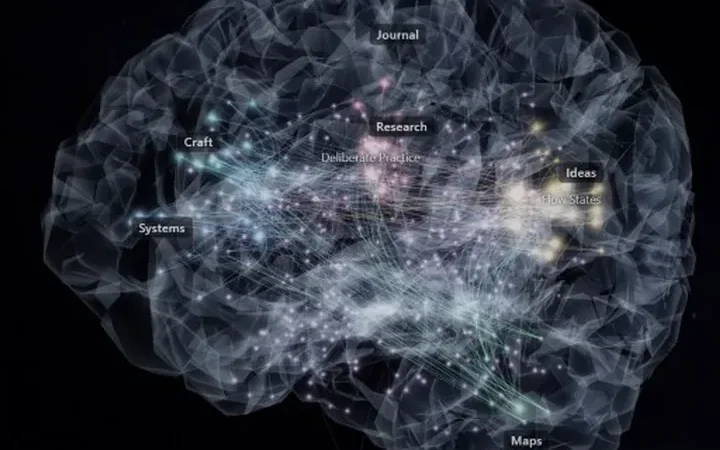 Journal
Research
Craft
Deliberate Practice
Ideas
Flow States
Systems
Maps